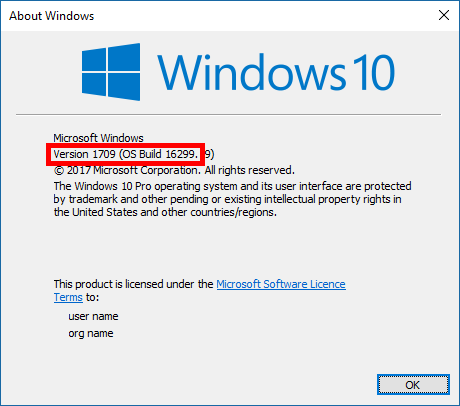 About Windows
Windows 10
Microsoft Windows
Version 1709 (OS Build 16299. 9)
© 2017 Microsoft Corporation. All rights reserved.
The Windows 10 Pro operating system and its user interface are protected
by trademark and other pending or existing intellectual property rights in
the United States and other countries/regions.
This product is licensed under the Microsoft Software Licence
Terms to:
user name
org name
OK